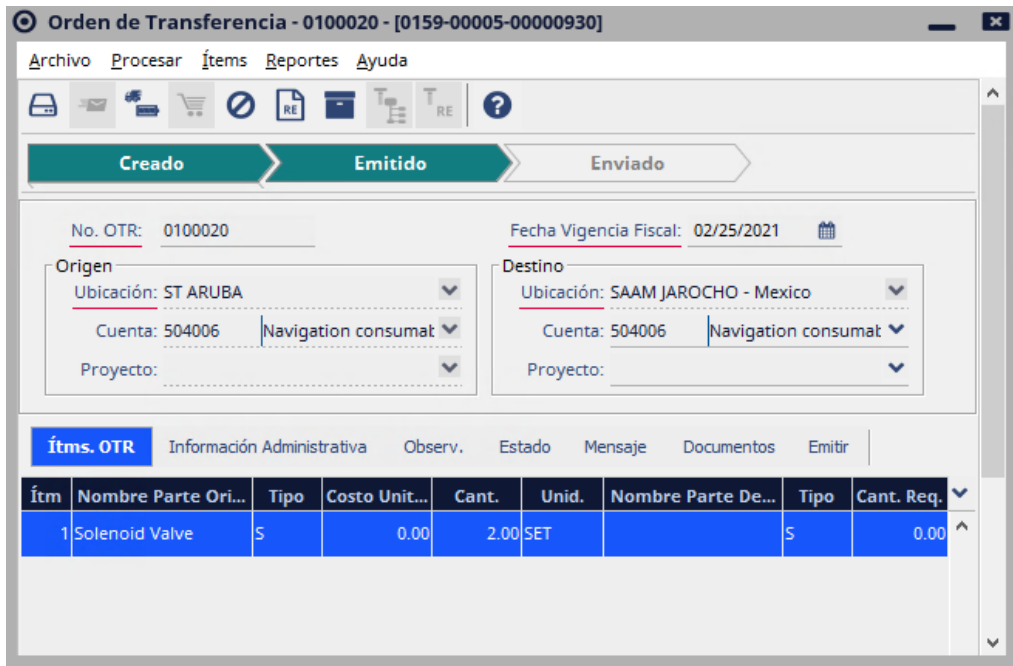 Orden de Transferencia - 0100020 - [0159-00005-00000930]
Archivo Procesar Ítems Reportes Ayuda
RE T T RE ?
Creado Emitido Enviado
No. OTR: 0100020 Fecha Vigencia Fiscal: 02/25/2021
Origen Destino
Ubicación: ST ARUBA Ubicación: SAAM JAROCHO - Mexico
Cuenta: 504006 Navigation consumab Cuenta: 504006 Navigation consumab
Proyecto: Proyecto:
Ítms. OTR Información Administrativa Observ. Estado Mensaje Documentos Emitir
Ítm Nombre Parte Ori... Tipo Costo Unit... Cant. Unid. Nombre Parte De... Tipo Cant. Req.
1 Solenoid Valve S 0.00 2.00 SET S 0.00